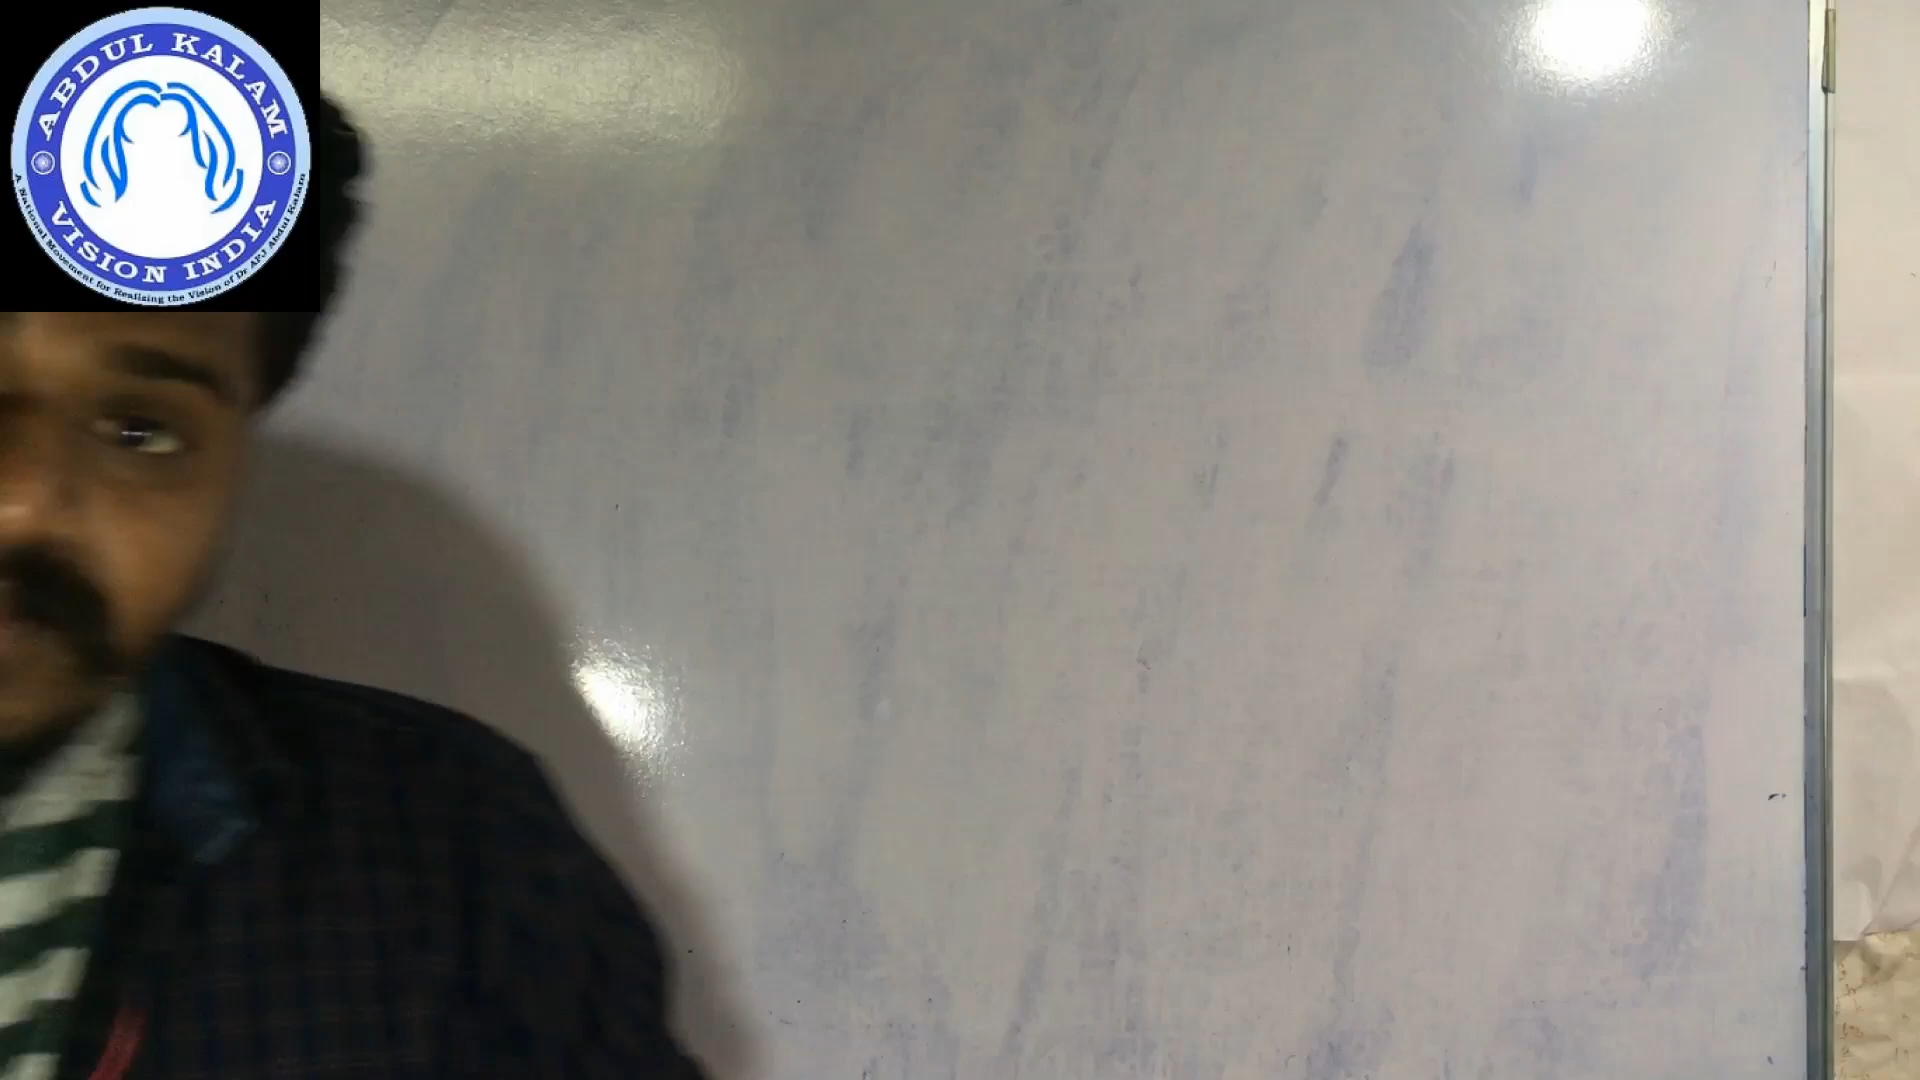 ABDUL KALAM
VISION INDIA
A National Movement for Realizing the Vision of Dr APJ Abdul Kalam